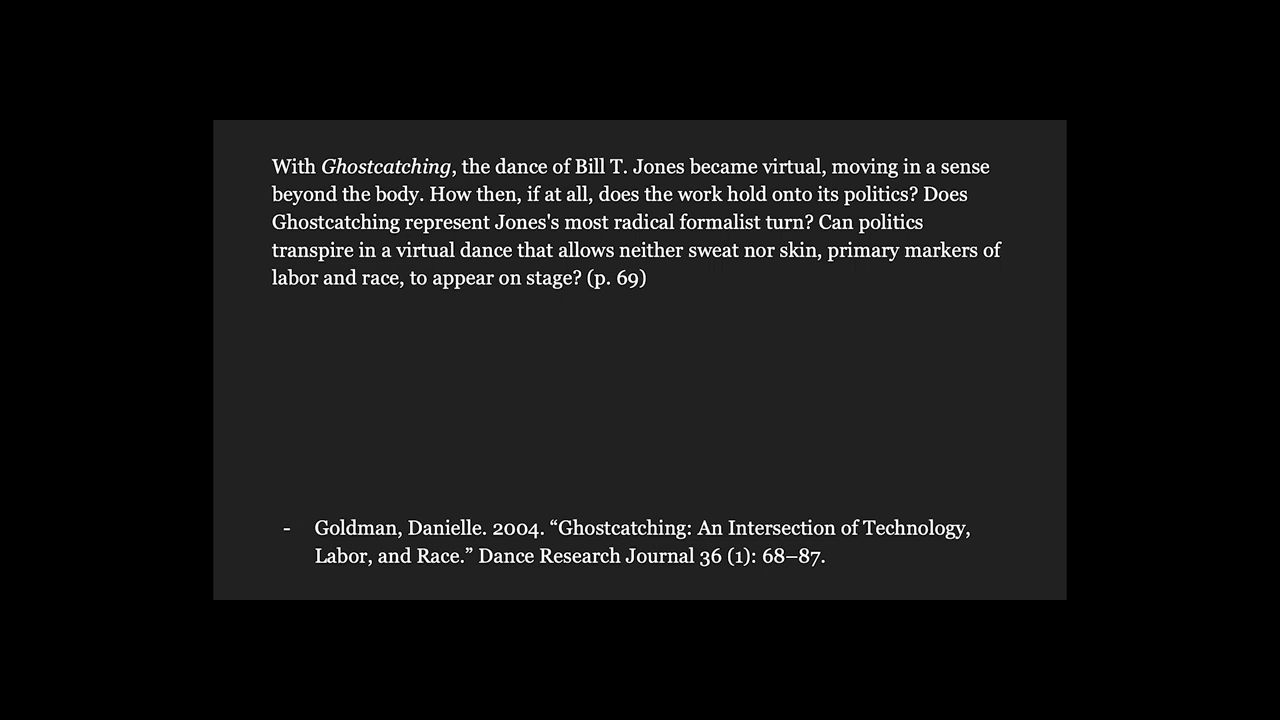 With Ghostcatching, the dance of Bill T. Jones became virtual, moving in a sense
beyond the body. How then, if at all, does the work hold onto its politics? Does
Ghostcatching represent Jones's most radical formalist turn? Can politics
transpire in a virtual dance that allows neither sweat nor skin, primary markers of
labor and race, to appear on stage? (p. 69)
- Goldman, Danielle. 2004. “Ghostcatching: An Intersection of Technology,
Labor, and Race.” Dance Research Journal 36 (1): 68–87.